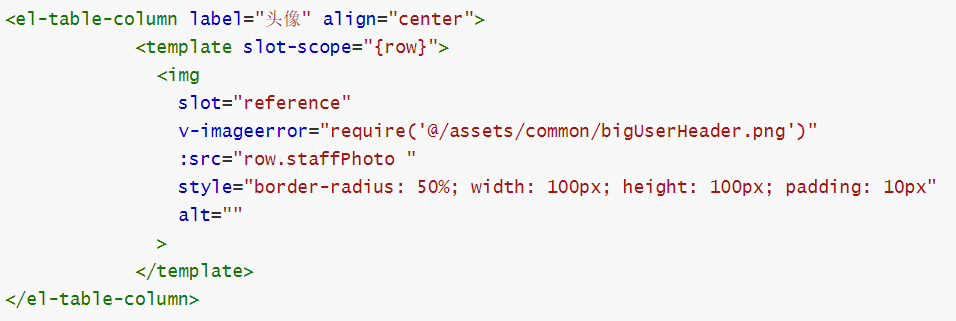 <el-table-column label="头像" align="center">
<template slot-scope="{row}">
<img
slot="reference"
v-imageerror="require('@/assets/common/bigUserHeader.png')"
:src="row.staffPhoto "
style="border-radius: 50%; width: 100px; height: 100px; padding: 10px"
alt=""
>
</template>
</el-table-column>